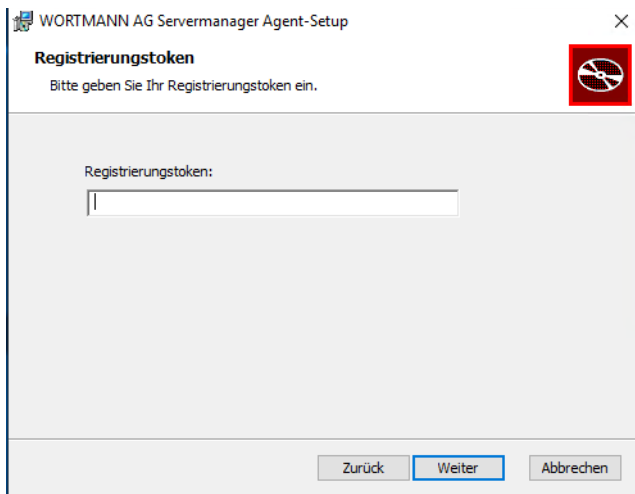 WORTMANN AG Servermanager Agent-Setup
Registrierungstoken
Bitte geben Sie Ihr Registrierungstoken ein.
Registrierungstoken:
Zurück Weiter Abbrechen